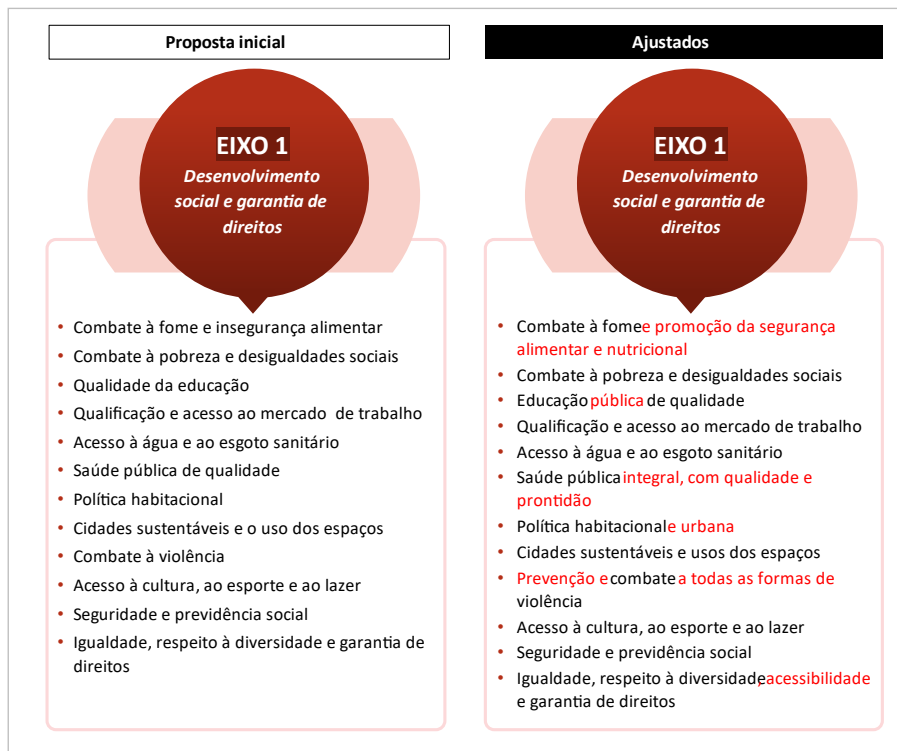 Proposta inicial
EIXO 1
Desenvolvimento
social e garantia de
direitos
• Combate à fome e insegurança alimentar
• Combate à pobreza e desigualdades sociais
• Qualidade da educação
• Qualificação e acesso ao mercado de trabalho
• Acesso à água e ao esgoto sanitário
• Saúde pública de qualidade
• Política habitacional
• Cidades sustentáveis e o uso dos espaços
• Combate à violência
• Acesso à cultura, ao esporte e ao lazer
• Seguridade e previdência social
• Igualdade, respeito à diversidade e garantia de
direitos
Ajustados
EIXO 1
Desenvolvimento
social e garantia de
direitos
• Combate à fome e promoção da segurança
alimentar e nutricional
• Combate à pobreza e desigualdades sociais
• Educação pública de qualidade
• Qualificação e acesso ao mercado de trabalho
• Acesso à água e ao esgoto sanitário
• Saúde pública integral, com qualidade e
prontidão
• Política habitacional e urbana
• Cidades sustentáveis e usos dos espaços
• Prevenção e combate a todas as formas de
violência
• Acesso à cultura, ao esporte e ao lazer
• Seguridade e previdência social
• Igualdade, respeito à diversidade, acessibilidade
e garantia de direitos